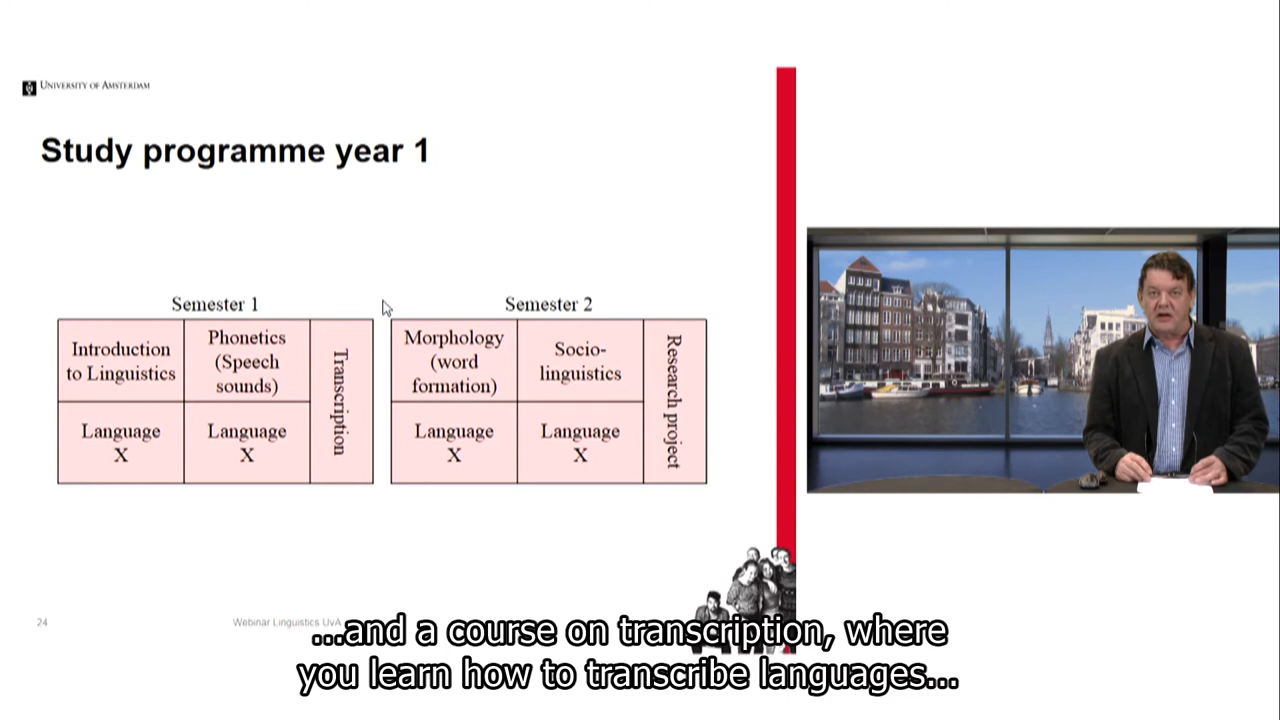 UNIVERSITY OF AMSTERDAM
Study programme year 1
Semester 1
Introduction
to Linguistics
Phonetics
(Speech
sounds)
Transcription
Language
X
Language
X
Semester 2
Morphology
(word
formation)
Socio-
linguistics
Research project
Language
X
Language
X
24
Webinar Linguistics UvA
...and a course on transcription, where
you learn how to transcribe languages...